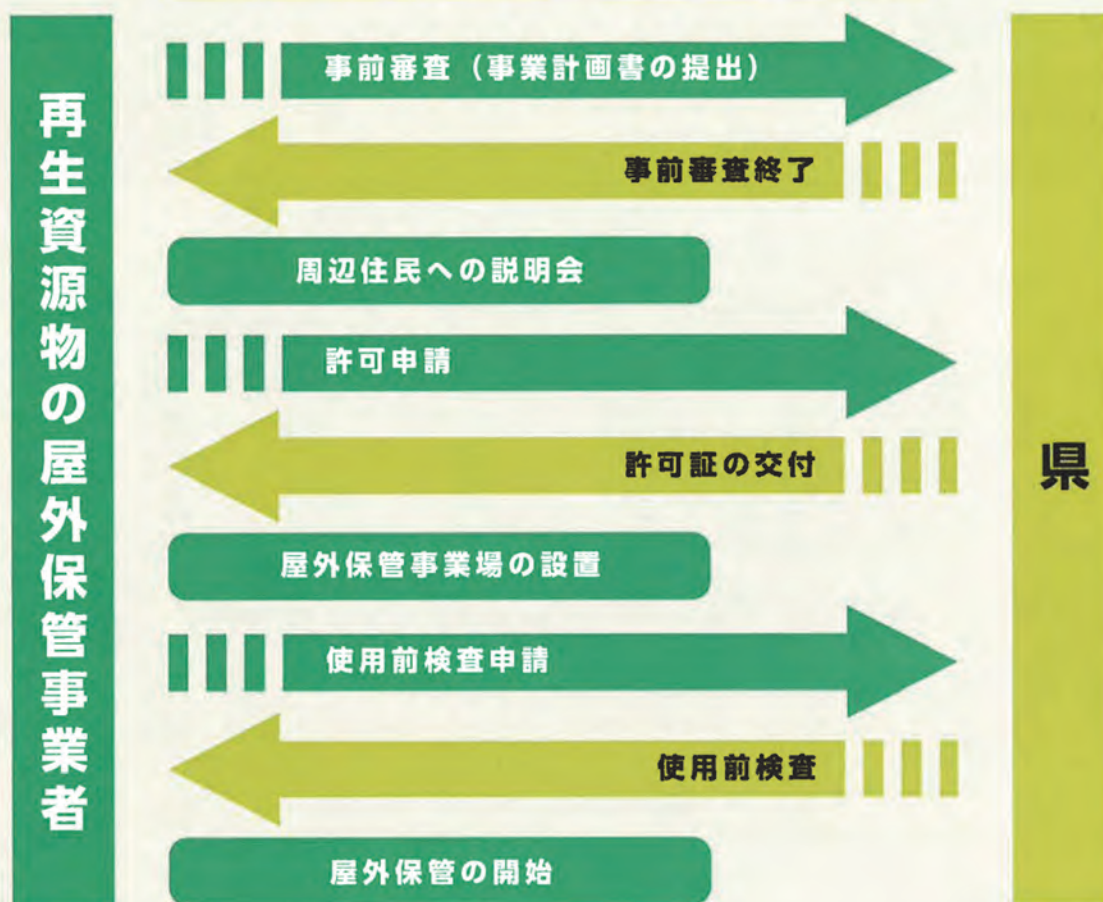 再生資源物の屋外保管事業者
事前審査（事業計画書の提出）
事前審査終了
周辺住民への説明会
許可申請
許可証の交付
屋外保管事業場の設置
使用前検査申請
使用前検査
屋外保管の開始
県